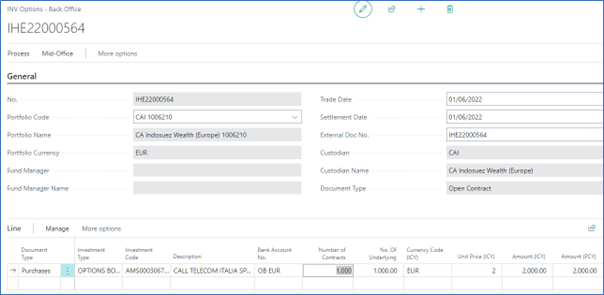 INV Options - Back Office
IHE22000564
Process Mid-Office More options
General
No. IHE22000564 Trade Date 01/06/2022
Portfolio Code CAI 1006210 Settlement Date 01/06/2022
Portfolio Name CA Indosuez Wealth (Europe) 1006210 External Doc No. IHE22000564
Portfolio Currency EUR Custodian CAI
Fund Manager Custodian Name CA Indosuez Wealth (Europe)
Fund Manager Name Document Type Open Contract
Line Manage More options
Document Investment Investment Bank Account Number of No. Of Currency Code
Type Type Code Description No. Contracts Underlying (ICY) Unit Price (ICY) Amount (ICY) Amount (PCY)
Purchases OPTIONS BO... AMS0003067... CALL TELECOM ITALIA SP... OB EUR 1.000 1,000.00 EUR 2 2,000.00 2,000.00